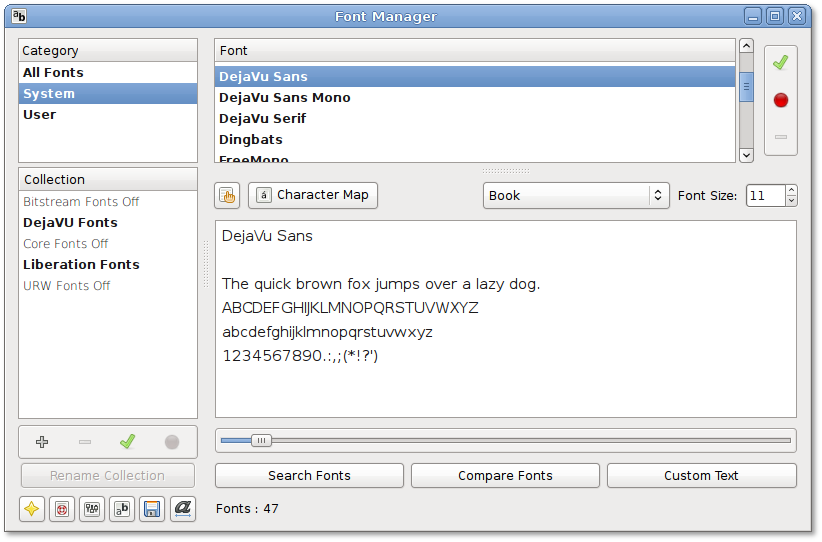 Font Manager
Category
All Fonts
System
User
Font
DejaVu Sans
DejaVu Sans Mono
DejaVu Serif
Dingbats
FreeMono
Collection
Bitstream Fonts Off
DejaVU Fonts
Core Fonts Off
Liberation Fonts
URW Fonts Off
Character Map
Book
Font Size:
11
DejaVu Sans
The quick brown fox jumps over a lazy dog.
ABCDEFGHIJKLMNOPQRSTUVWXYZ
abcdefghijklmnopqrstuvwxyz
1234567890.:,;(*!?')
Rename Collection
Search Fonts
Compare Fonts
Custom Text
Fonts : 47